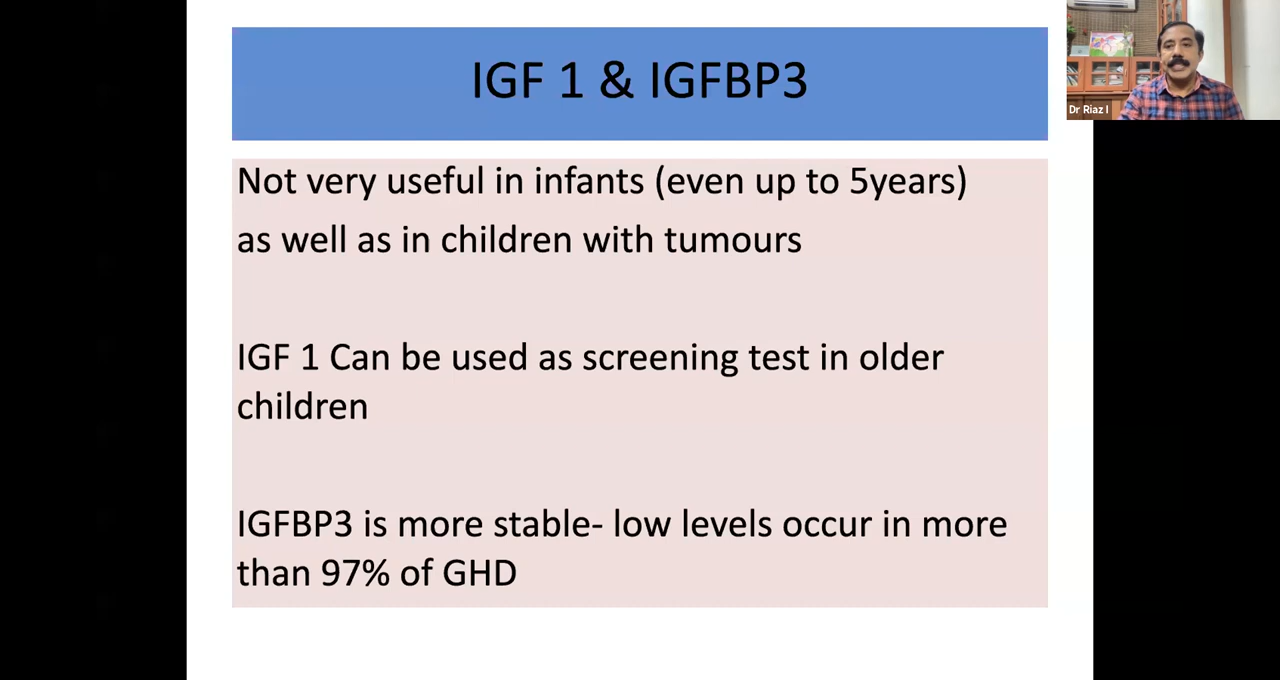 IGF 1 & IGFBP3
Dr Riaz I
Not very useful in infants (even up to 5years)
as well as in children with tumours
IGF 1 Can be used as screening test in older
children
IGFBP3 is more stable- low levels occur in more
than 97% of GHD